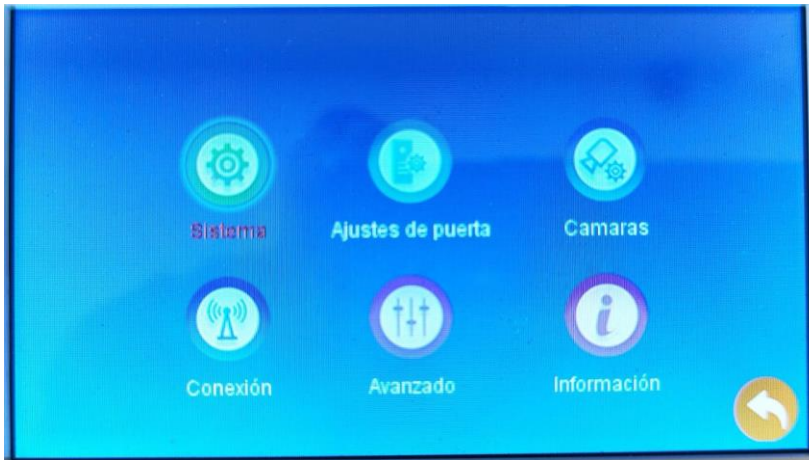 Sistema
Ajustes de puerta
Camaras
Conexión
Avanzado
Información